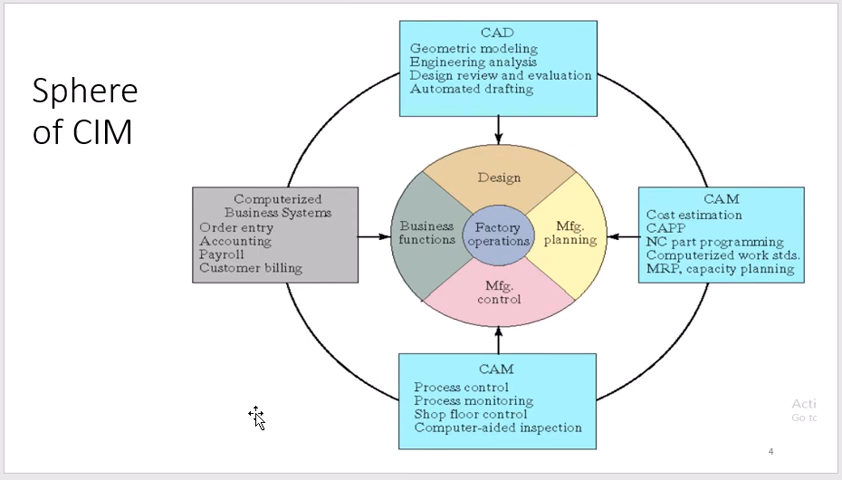 Sphere
of CIM
CAD
Geometric modeling
Engineering analysis
Design review and evaluation
Automated drafting
Computerized
Business Systems
Order entry
Accounting
Payroll
Customer billing
Design
Business
functions
Factory
operations
Mfg.
planning
Mfg.
control
CAM
Cost estimation
CAPP
NC part programming
Computerized work stds.
MRP, capacity planning
CAM
Process control
Process monitoring
Shop floor control
Computer-aided inspection
Acti
Go to
4